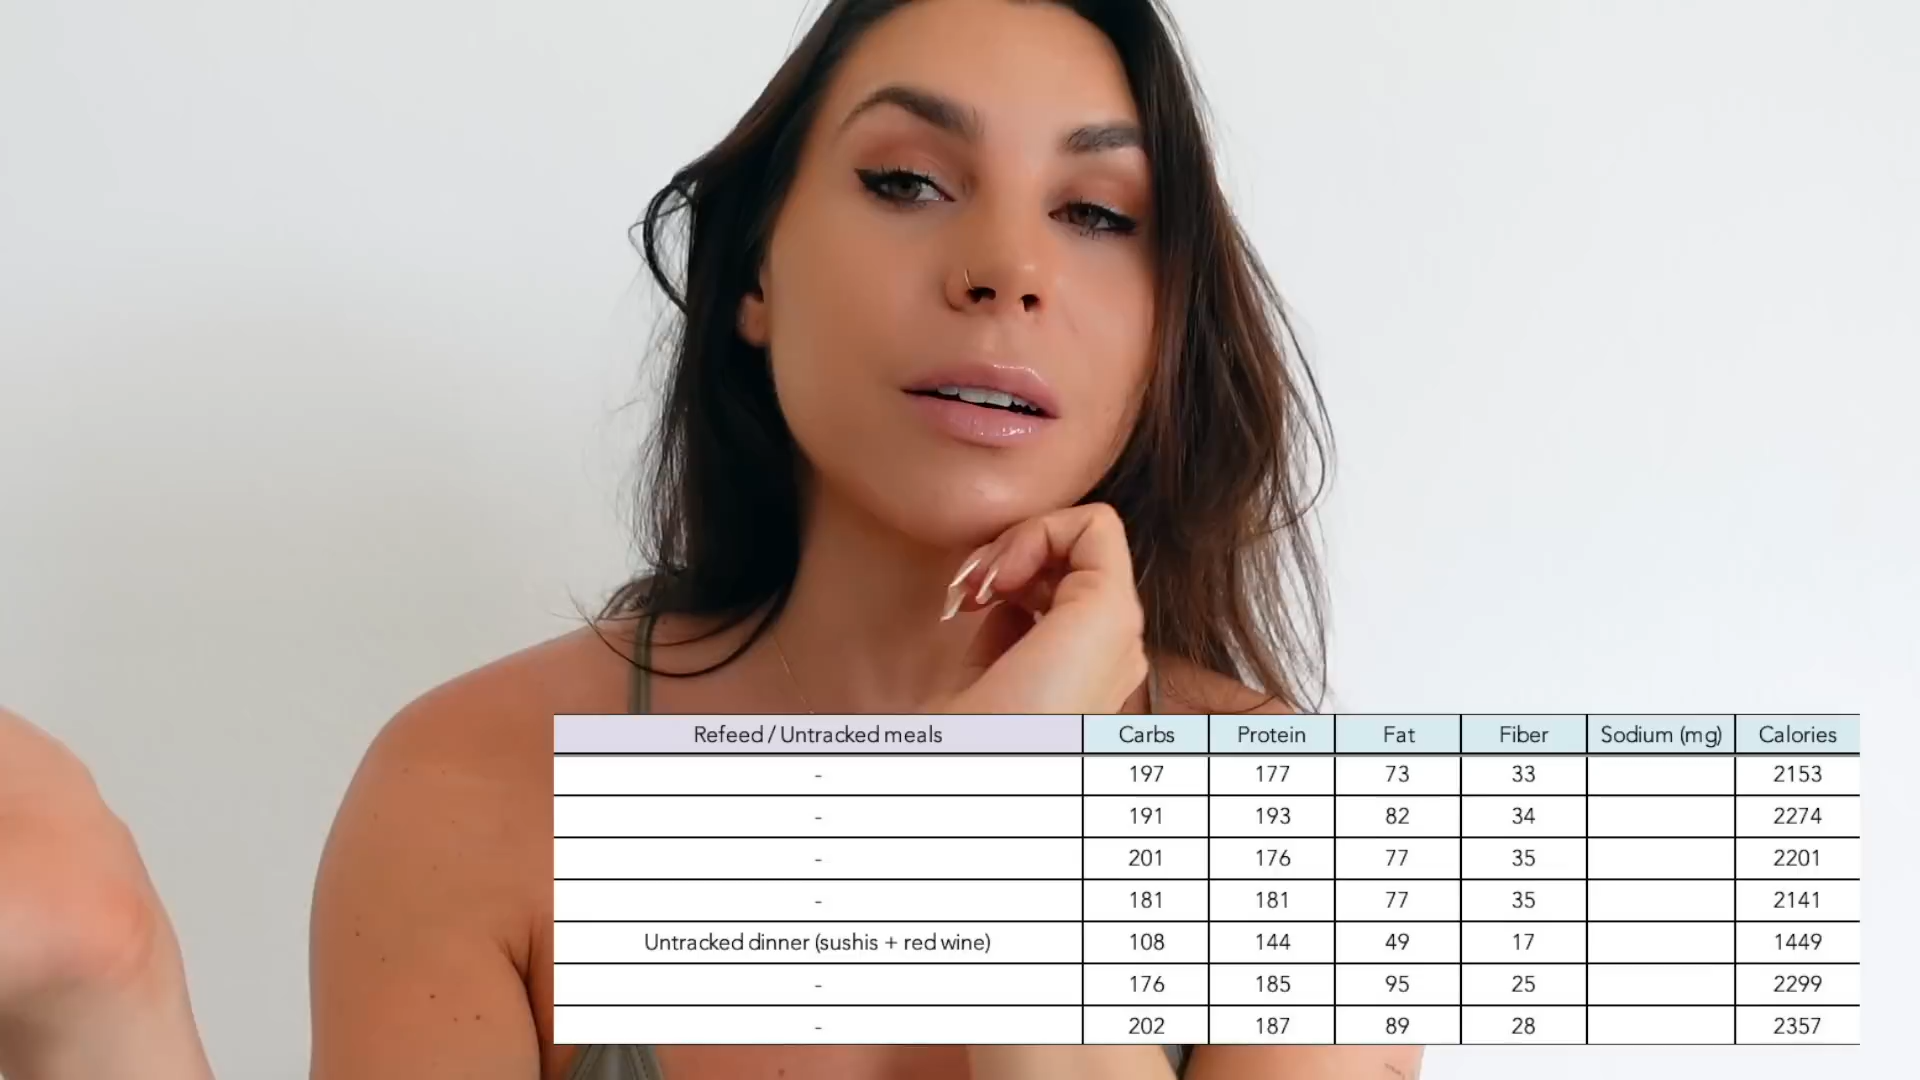 Refeed / Untracked meals Carbs Protein Fat Fiber Sodium (mg) Calories
- 197 177 73 33 2153
- 191 193 82 34 2274
- 201 176 77 35 2201
- 181 181 77 35 2141
Untracked dinner (sushis + red wine) 108 144 49 17 1449
- 176 185 95 25 2299
- 202 187 89 28 2357